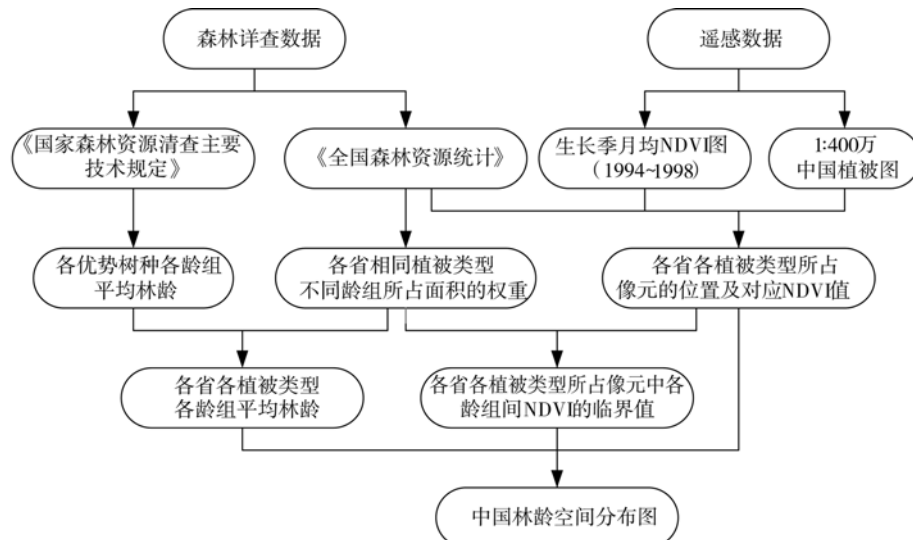 森林详查数据
遥感数据
《国家森林资源清查主要
技术规定》
《全国森林资源统计》
生长季月均NDVI图
(1994~1998)
1:400万
中国植被图
各优势树种各龄组
平均林龄
各省相同植被类型
不同龄组所占面积的权重
各省各植被类型所占
像元的位置及对应NDVI值
各省各植被类型
各龄组平均林龄
各省各植被类型所占像元中各
龄组间NDVI的临界值
中国林龄空间分布图